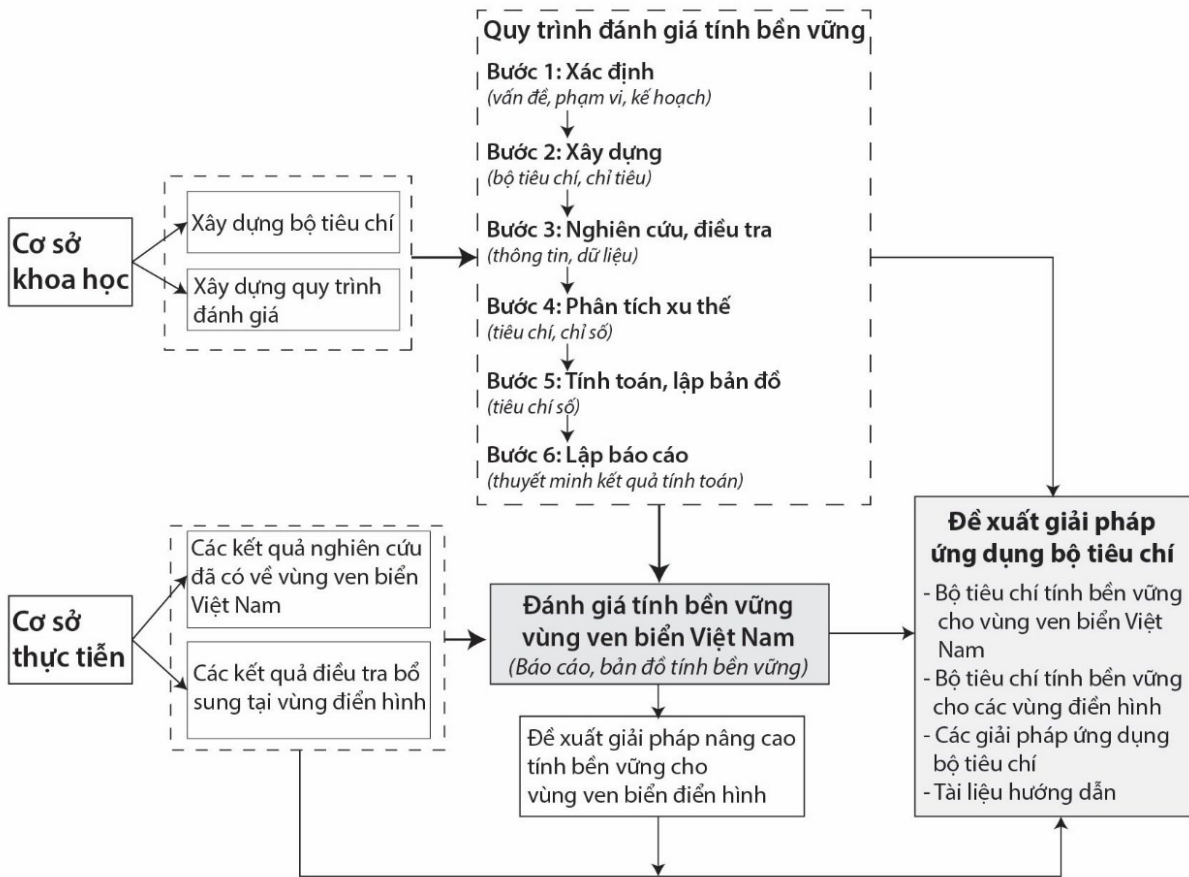 Quy trình đánh giá tính bền vững
Bước 1: Xác định
(vấn đề, phạm vi, kế hoạch)
Bước 2: Xây dựng
(bộ tiêu chí, chỉ tiêu)
Bước 3: Nghiên cứu, điều tra
(thông tin, dữ liệu)
Bước 4: Phân tích xu thế
(tiêu chí, chỉ số)
Bước 5: Tính toán, lập bản đồ
(tiêu chí số)
Bước 6: Lập báo cáo
(thuyết minh kết quả tính toán)
Cơ sở
khoa học
Xây dựng bộ tiêu chí
Xây dựng quy trình
đánh giá
Cơ sở
thực tiễn
Các kết quả nghiên cứu
đã có về vùng ven biển
Việt Nam
Các kết quả điều tra bổ
sung tại vùng điển hình
Đánh giá tính bền vững
vùng ven biển Việt Nam
(Báo cáo, bản đồ tính bền vững)
Đề xuất giải pháp nâng cao
tính bền vững cho
vùng ven biển điển hình
Đề xuất giải pháp
ứng dụng bộ tiêu chí
- Bộ tiêu chí tính bền vững
cho vùng ven biển Việt
Nam
- Bộ tiêu chí tính bền vững
cho các vùng điển hình
- Các giải pháp ứng dụng
bộ tiêu chí
- Tài liệu hướng dẫn